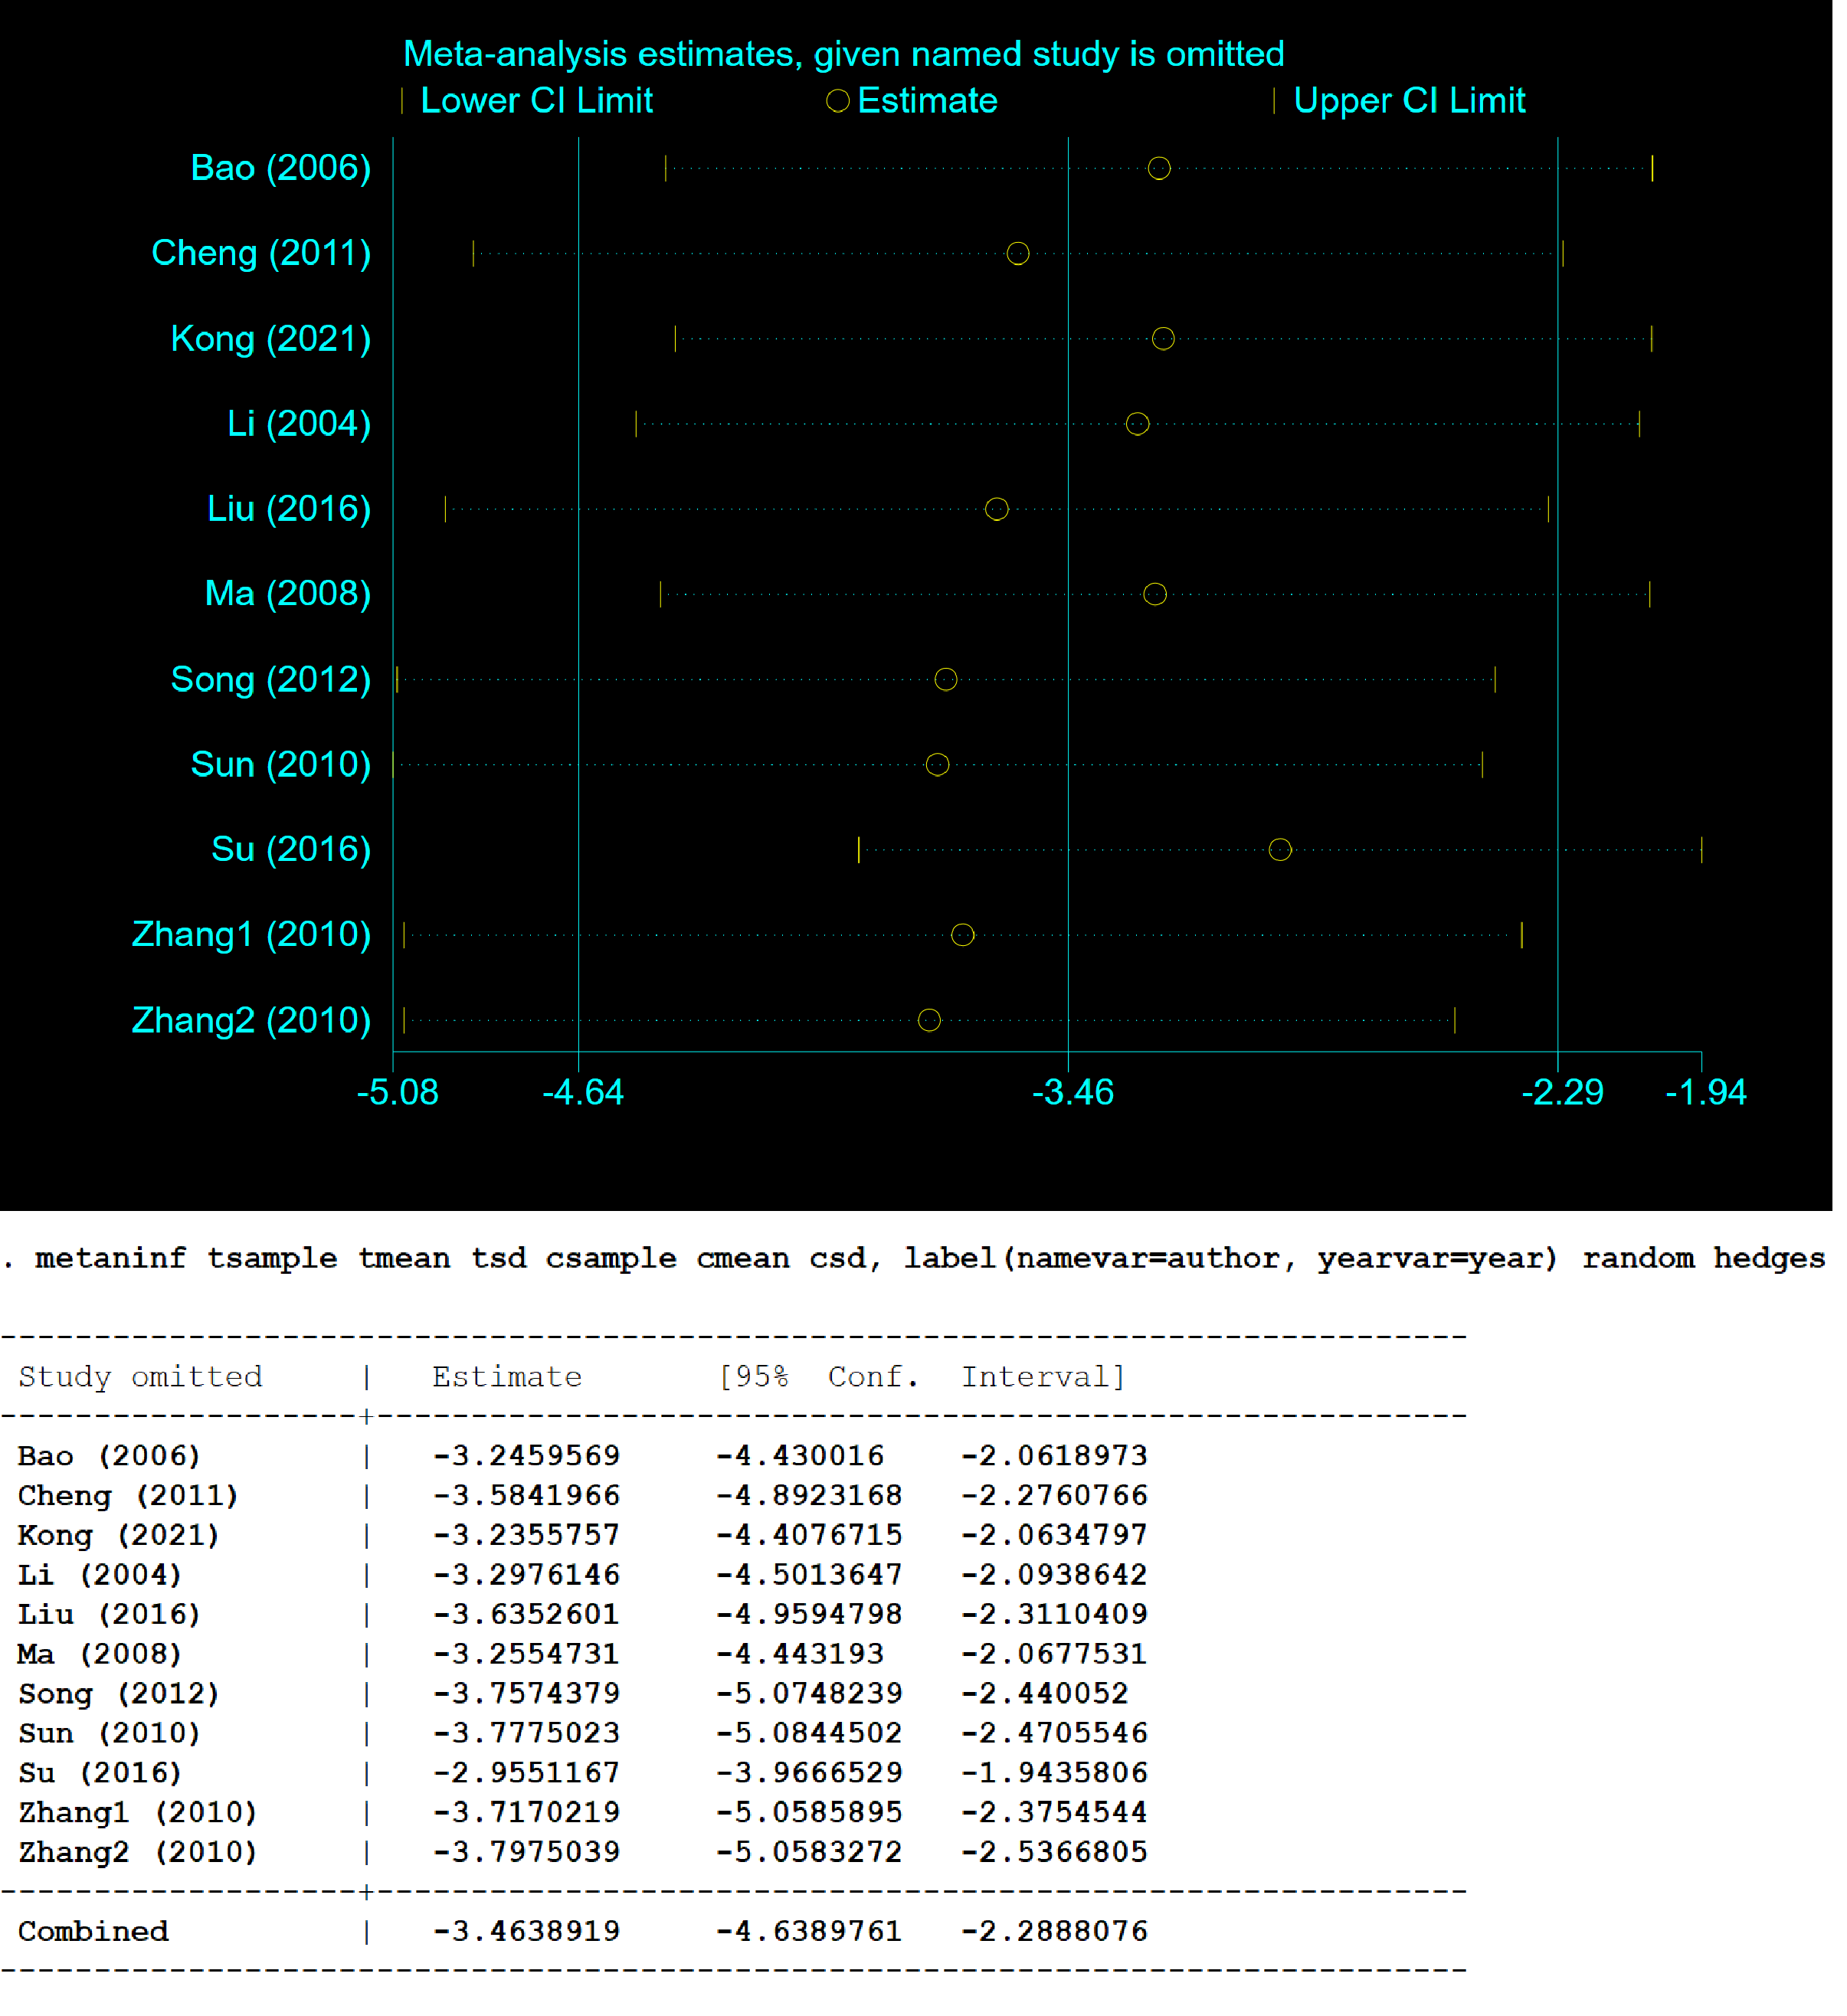 Meta-analysis estimates, given named study is omitted
Lower CI Limit Estimate Upper CI Limit
Bao (2006)
Cheng (2011)
Kong (2021)
Li (2004)
Liu (2016)
Ma (2008)
Song (2012)
Sun (2010)
Su (2016)
Zhang1 (2010)
Zhang2 (2010)
-5.08 -4.64 -3.46 -2.29 -1.94
. metaninf tsample tmean tsd csample cmean csd, label(namevar=author, yearvar=year) random hedges
Study omitted | Estimate [95% Conf. Interval]
Bao (2006) | -3.2459569 -4.430016 -2.0618973
Cheng (2011) | -3.5841966 -4.8923168 -2.2760766
Kong (2021) | -3.2355757 -4.4076715 -2.0634797
Li (2004) | -3.2976146 -4.5013647 -2.0938642
Liu (2016) | -3.6352601 -4.9594798 -2.3110409
Ma (2008) | -3.2554731 -4.443193 -2.0677531
Song (2012) | -3.7574379 -5.0748239 -2.440052
Sun (2010) | -3.7775023 -5.0844502 -2.4705546
Su (2016) | -2.9551167 -3.9666529 -1.9435806
Zhang1 (2010) | -3.7170219 -5.0585895 -2.3754544
Zhang2 (2010) | -3.7975039 -5.0583272 -2.5366805
Combined | -3.4638919 -4.6389761 -2.2888076